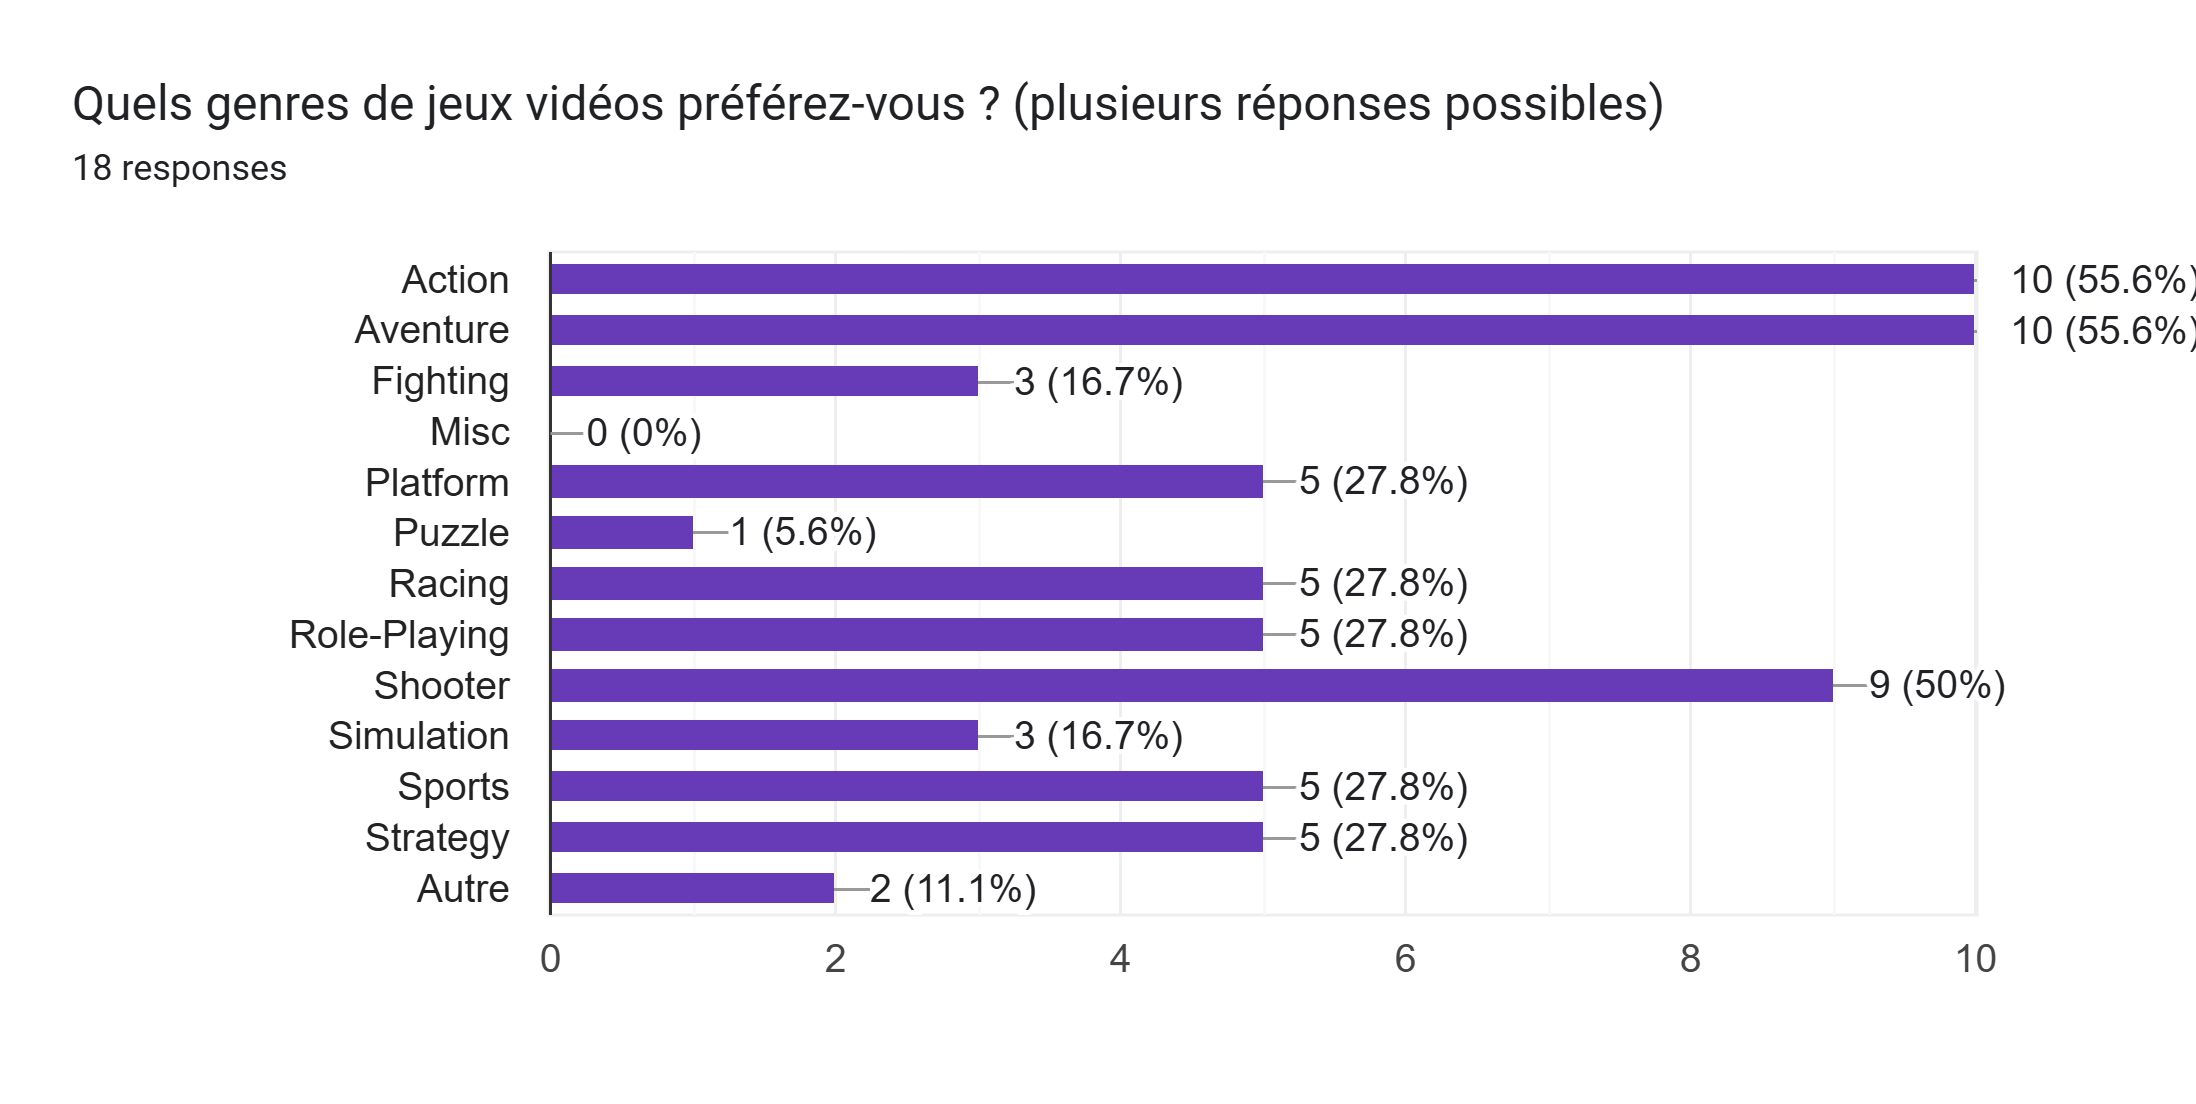 Quels genres de jeux vidéos préférez-vous ? (plusieurs réponses possibles)
18 responses
Action 10 (55.6%)
Aventure 10 (55.6%)
Fighting 3 (16.7%)
Misc 0 (0%)
Platform 5 (27.8%)
Puzzle 1 (5.6%)
Racing 5 (27.8%)
Role-Playing 5 (27.8%)
Shooter 9 (50%)
Simulation 3 (16.7%)
Sports 5 (27.8%)
Strategy 5 (27.8%)
Autre 2 (11.1%)
0 2 4 6 8 10